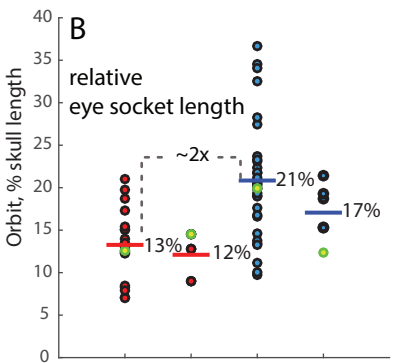 B
relative
eye socket length
Orbit, % skull length
40
35
30
25
20
15
10
5
0
~2x
13%
12%
21%
17%